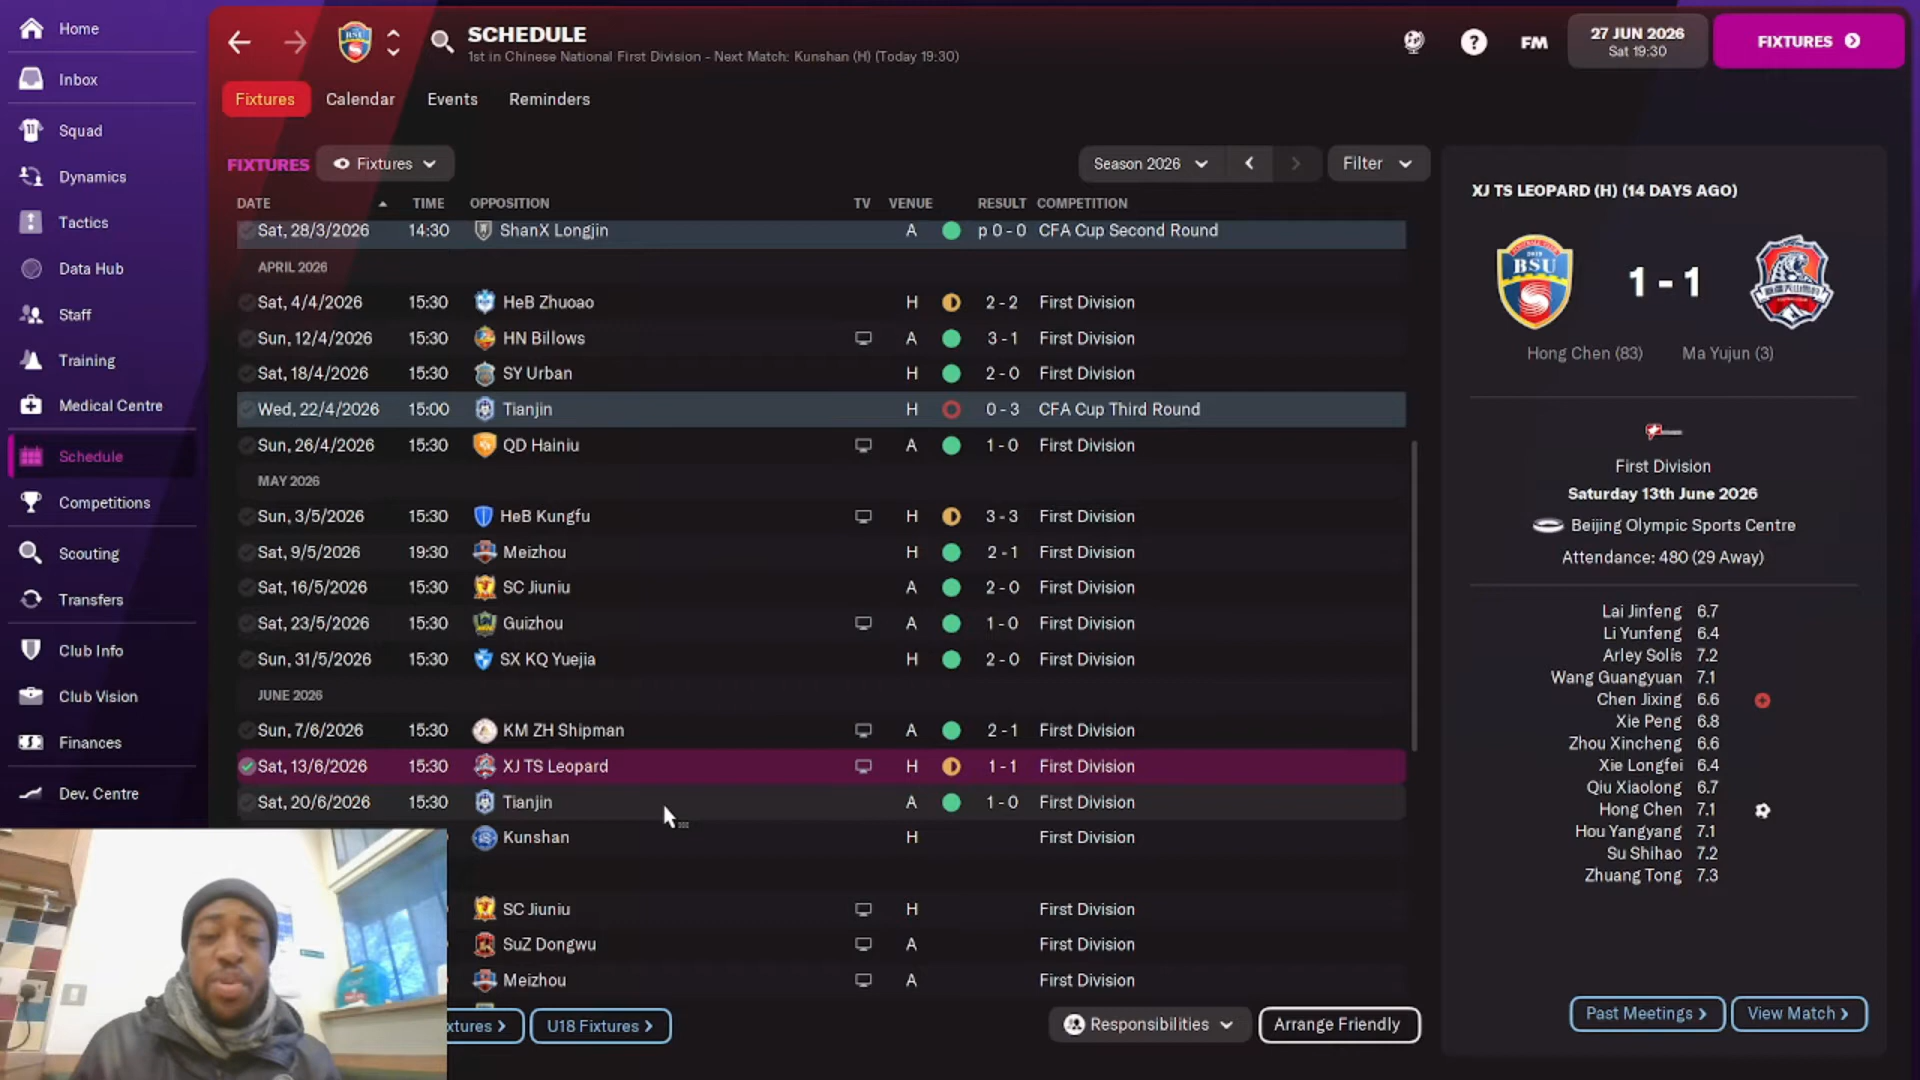 Home
Inbox
Squad
Dynamics
Tactics
Data Hub
Staff
Training
Medical Centre
Schedule
Competitions
Scouting
Transfers
Club Info
Club Vision
Finances
Dev. Centre
SCHEDULE
1st in Chinese National First Division - Next Match: Kunshan (H) (Today 19:30)
FM
27 JUN 2026
Sat 19:30
FIXTURES
Fixtures Calendar Events Reminders
FIXTURES Fixtures Season 2026 Filter
DATE TIME OPPOSITION TV VENUE RESULT COMPETITION
Sat, 28/3/2026 14:30 ShanX Longjin A p 0 - 0 CFA Cup Second Round
APRIL 2026
Sat, 4/4/2026 15:30 HeB Zhuoao H 2 - 2 First Division
Sun, 12/4/2026 15:30 HN Billows A 3 - 1 First Division
Sat, 18/4/2026 15:30 SY Urban H 2 - 0 First Division
Wed, 22/4/2026 15:00 Tianjin H 0 - 3 CFA Cup Third Round
Sun, 26/4/2026 15:30 QD Hainiu A 1 - 0 First Division
MAY 2026
Sun, 3/5/2026 15:30 HeB Kungfu H 3 - 3 First Division
Sat, 9/5/2026 19:30 Meizhou H 2 - 1 First Division
Sat, 16/5/2026 15:30 SC Jiuniu A 2 - 0 First Division
Sat, 23/5/2026 15:30 Guizhou A 1 - 0 First Division
Sun, 31/5/2026 15:30 SX KQ Yuejia H 2 - 0 First Division
JUNE 2026
Sun, 7/6/2026 15:30 KM ZH Shipman A 2 - 1 First Division
Sat, 13/6/2026 15:30 XJ TS Leopard H 1 - 1 First Division
Sat, 20/6/2026 15:30 Tianjin A 1 - 0 First Division
Kunshan H First Division
SC Jiuniu H First Division
SuZ Dongwu A First Division
Meizhou A First Division
xtures U18 Fixtures Responsibilities Arrange Friendly
XJ TS LEOPARD (H) (14 DAYS AGO)
BSU
1 - 1
Hong Chen (83) Ma Yujun (3)
First Division
Saturday 13th June 2026
Beijing Olympic Sports Centre
Attendance: 480 (29 Away)
Lai Jinfeng 6.7
Li Yunfeng 6.4
Arley Solís 7.2
Wang Guangyuan 7.1
Chen Jixing 6.6
Xie Peng 6.8
Zhou Xincheng 6.6
Xie Longfei 6.4
Qiu Xiaolong 6.7
Hong Chen 7.1
Hou Yangyang 7.1
Su Shihao 7.2
Zhuang Tong 7.3
Past Meetings View Match